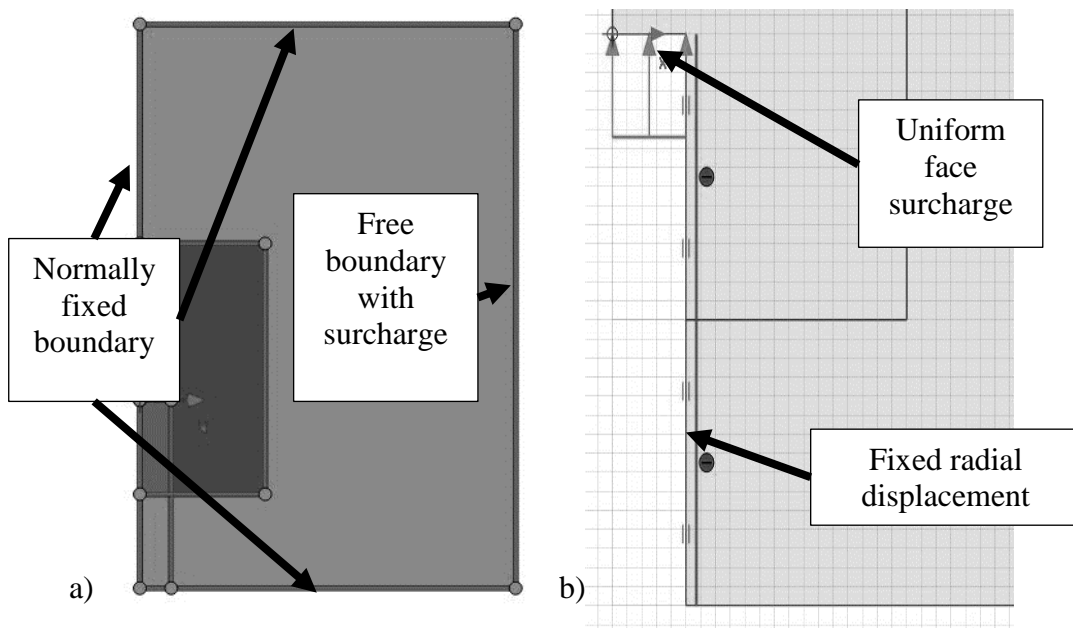 Normally
fixed
boundary
Free
boundary
with
surcharge
a)
x
Uniform
face
surcharge
Fixed radial
displacement
b)